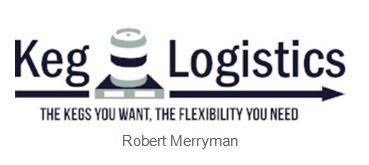 Keg Logistics
THE KEGS YOU WANT, THE FLEXIBILITY YOU NEED
Robert Merryman